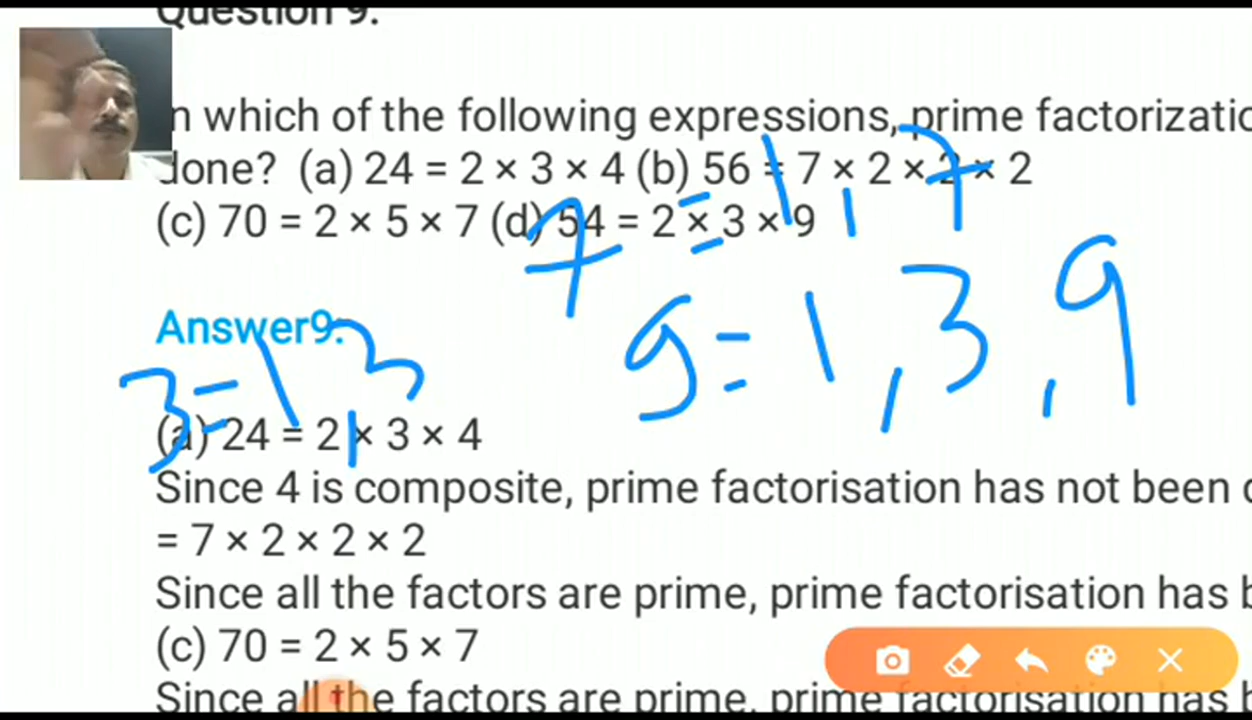 Question 9:
n which of the following expressions, prime factorizatio
done? (a) 24 = 2 × 3 × 4 (b) 56 = 7 × 2 × 2 × 2
(c) 70 = 2 × 5 × 7 (d) 54 = 2 × 3 × 9
7 = 1, 7
9 = 1, 3, 9
Answer9:
3 = 1, 3
(a) 24 = 2 × 3 × 4
Since 4 is composite, prime factorisation has not been
= 7 × 2 × 2 × 2
Since all the factors are prime, prime factorisation has b
(c) 70 = 2 × 5 × 7
Since all the factors are prime, prime factorisation has b